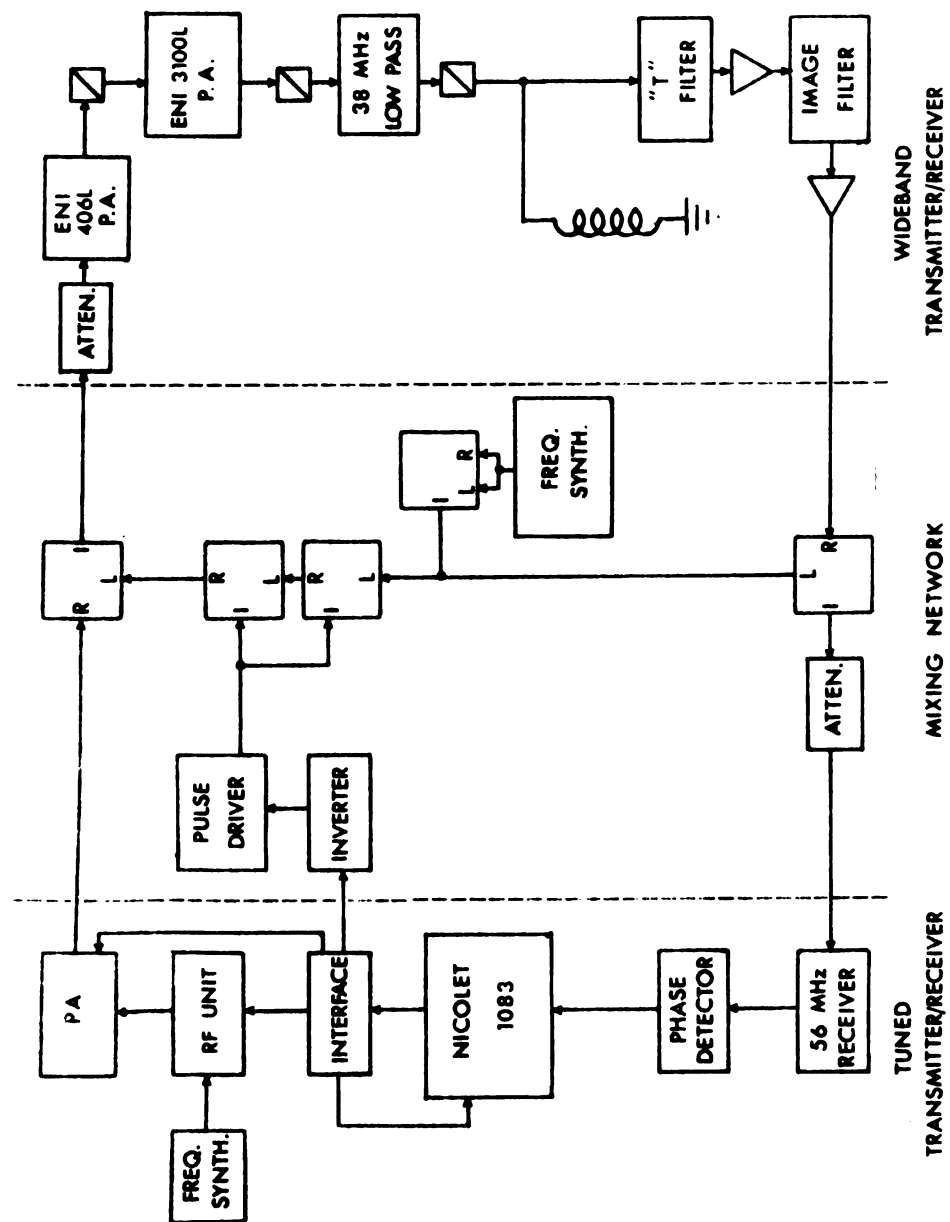 FREQ.
SYNTH.
RF UNIT
PA
INTERFACE
NICOLET
1083
PHASE
DETECTOR
56 MHz
RECEIVER
TUNED
TRANSMITTER/RECEIVER
PULSE
DRIVER
INVERTER
R
L
I
I
R
L
I
R
L
I
L
R
FREQ.
SYNTH.
L
I
R
ATTEN.
MIXING NETWORK
ATTEN.
ENI
406L
P.A.
ENI 3100L
P.A.
38 MHz
LOW PASS
"T"
FILTER
IMAGE
FILTER
WIDEBAND
TRANSMITTER/RECEIVER